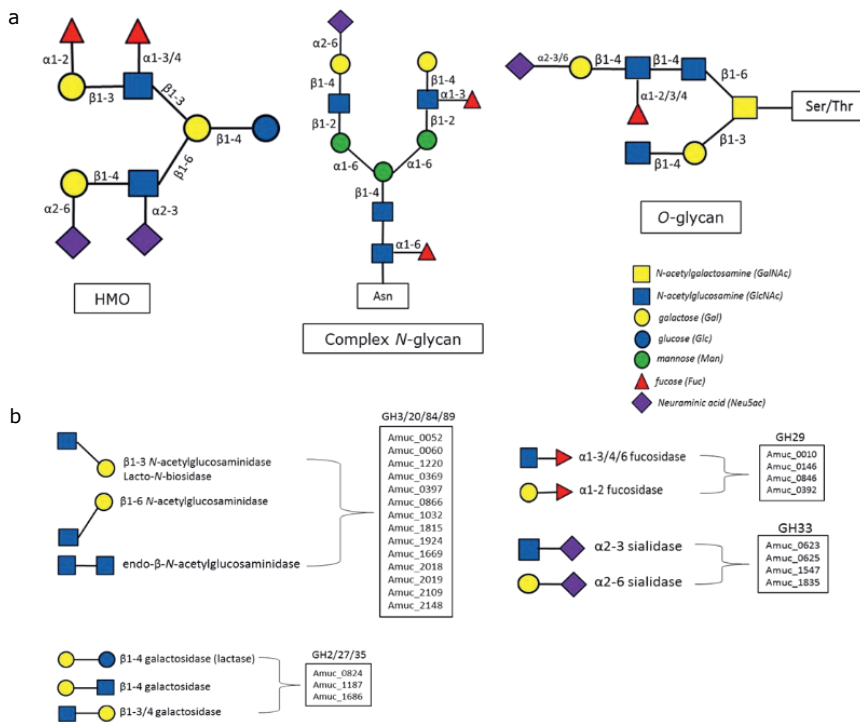 a
α1-2
α1-3/4
β1-3
β1-3
β1-4
β1-6
β1-4
α2-6
α2-3
HMO
α2-6
β1-4
β1-4
α1-3
β1-2
β1-2
α1-6
α1-6
β1-4
α1-6
Asn
Complex N-glycan
α2-3/6
β1-4
β1-4
β1-6
α1-2/3/4
β1-3
β1-4
Ser/Thr
O-glycan
N-acetylgalactosamine (GalNAc)
N-acetylglucosamine (GlcNAc)
galactose (Gal)
glucose (Glc)
mannose (Man)
fucose (Fuc)
Neuraminic acid (Neu5ac)
b
β1-3 N-acetylglucosaminidase
Lacto-N-biosidase
β1-6 N-acetylglucosaminidase
endo-β-N-acetylglucosaminidase
GH3/20/84/89
Amuc_0052
Amuc_0060
Amuc_1220
Amuc_0369
Amuc_0397
Amuc_0866
Amuc_1032
Amuc_1815
Amuc_1924
Amuc_1669
Amuc_2018
Amuc_2019
Amuc_2109
Amuc_2148
α1-3/4/6 fucosidase
α1-2 fucosidase
GH29
Amuc_0010
Amuc_0146
Amuc_0846
Amuc_0392
α2-3 sialidase
α2-6 sialidase
GH33
Amuc_0623
Amuc_0625
Amuc_1547
Amuc_1835
β1-4 galactosidase (lactase)
β1-4 galactosidase
β1-3/4 galactosidase
GH2/27/35
Amuc_0824
Amuc_1187
Amuc_1686